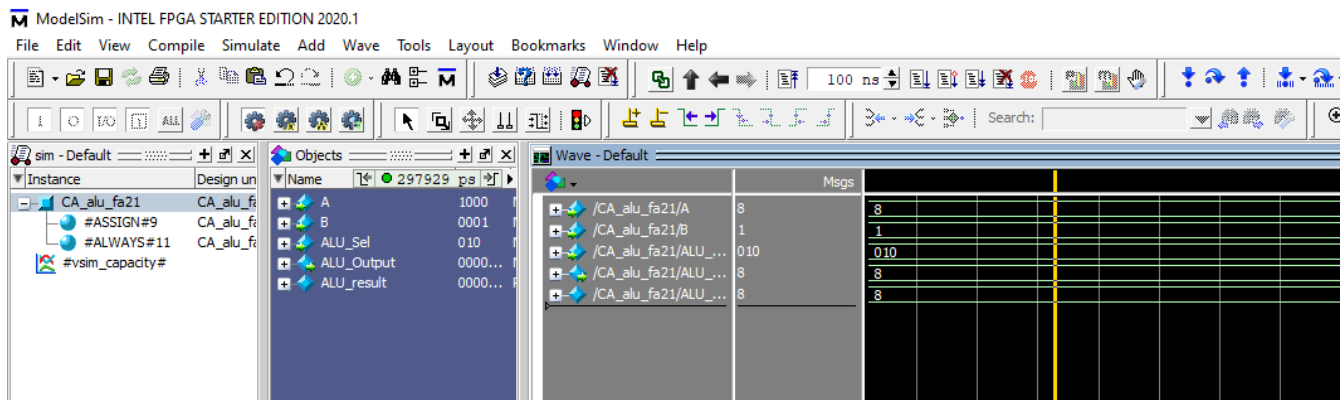 ModelSim - INTEL FPGA STARTER EDITION 2020.1
File Edit View Compile Simulate Add Wave Tools Layout Bookmarks Window Help
100 ns
Search:
sim - Default
Instance Design un
CA_alu_fa21 CA_alu_fa
#ASSIGN#9 CA_alu_fa
#ALWAYS#11 CA_alu_fa
#vsim_capacity#
Objects
Name 297929 ps
A 1000
B 0001
ALU_Sel 010
ALU_Output 0000...
ALU_result 0000...
Wave - Default
Msgs
/CA_alu_fa21/A 8 8
/CA_alu_fa21/B 1 1
/CA_alu_fa21/ALU_... 010 010
/CA_alu_fa21/ALU_... 8 8
/CA_alu_fa21/ALU_... 8 8